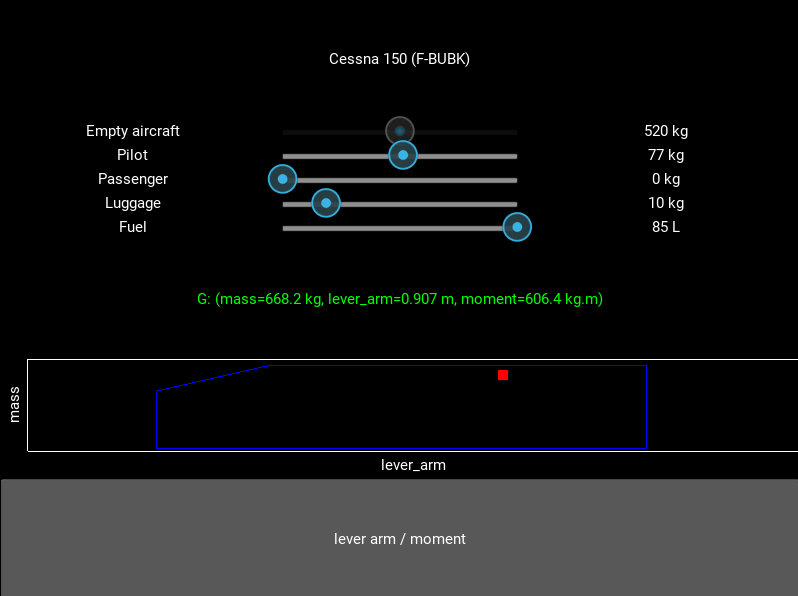 Cessna 150 (F-BUBK)
Empty aircraft 520 kg
Pilot 77 kg
Passenger 0 kg
Luggage 10 kg
Fuel 85 L
G: (mass=668.2 kg, lever_arm=0.907 m, moment=606.4 kg.m)
mass
lever_arm
lever arm / moment